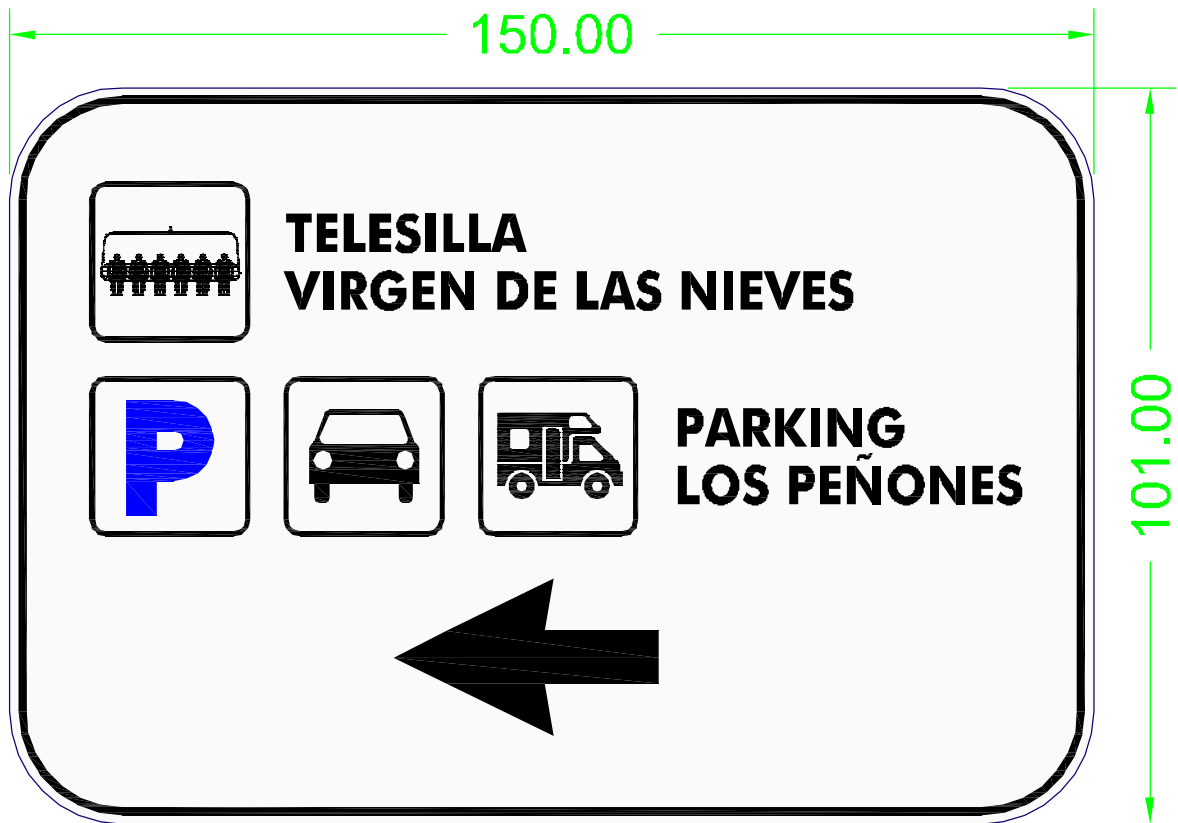 150.00
TELESILLA
VIRGEN DE LAS NIEVES
P
PARKING
LOS PEÑONES
101.00